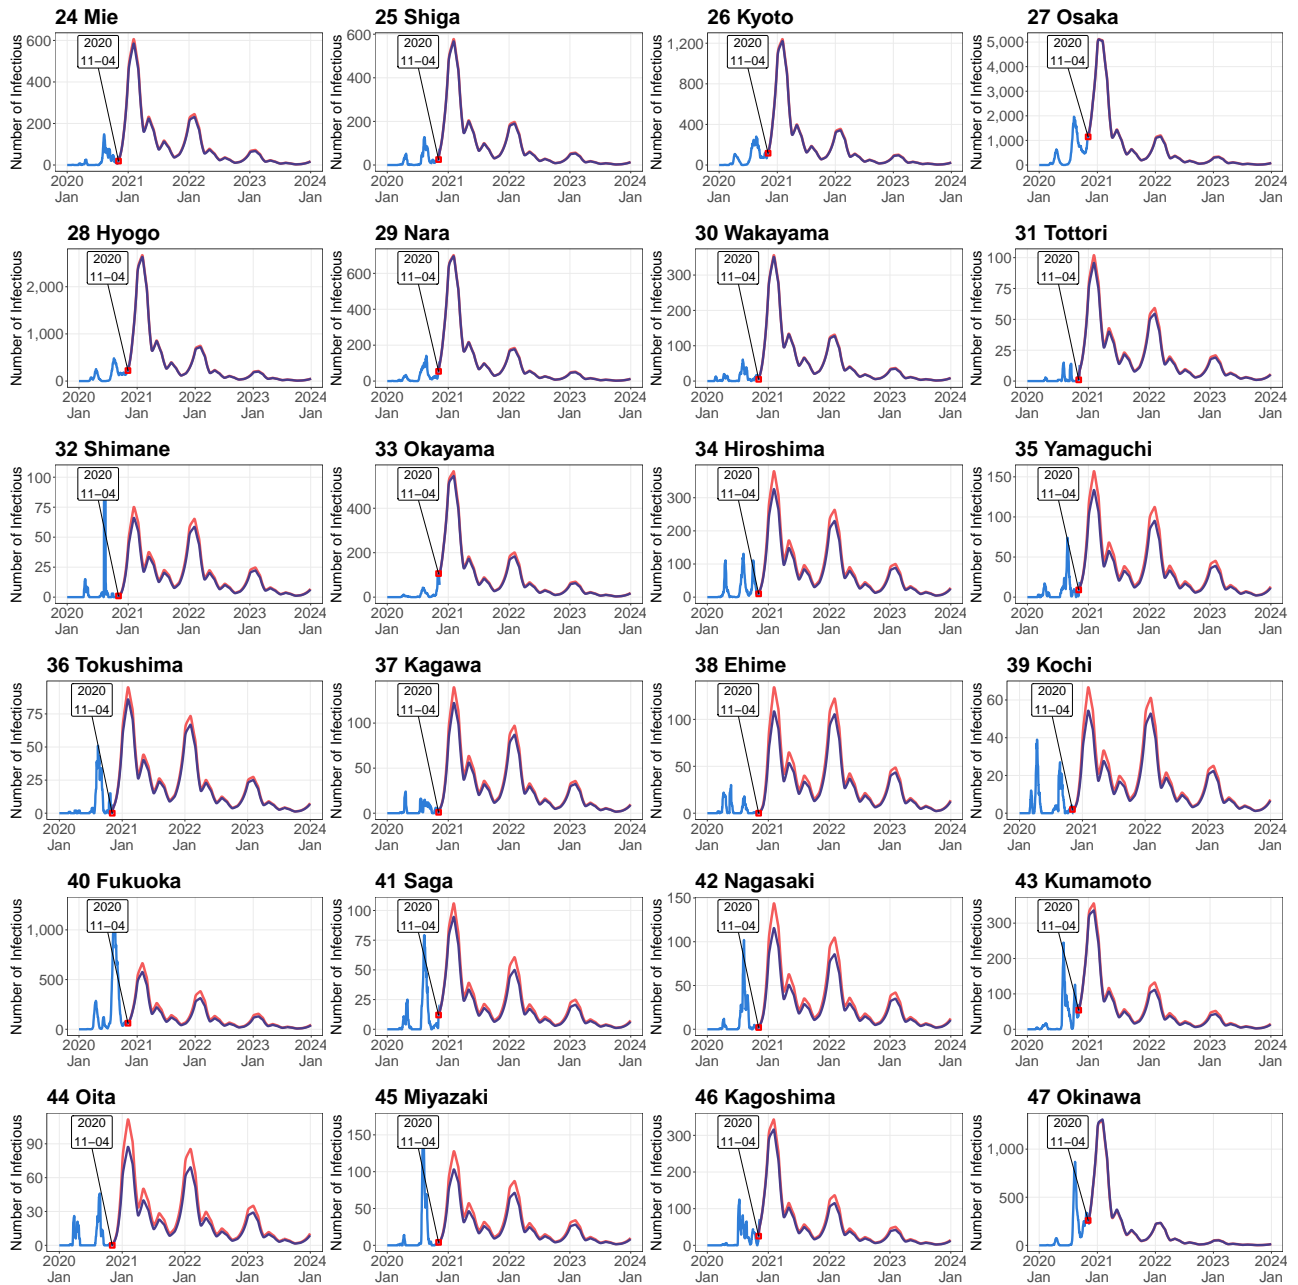 24 Mie
Number of Infectious
600
400
200
0
2020
11−04
2020 2021 2022 2023 2024
Jan Jan Jan Jan Jan
25 Shiga
Number of Infectious
600
400
200
0
2020
11−04
2020 2021 2022 2023 2024
Jan Jan Jan Jan Jan
26 Kyoto
Number of Infectious
1,200
800
400
0
2020
11−04
2020 2021 2022 2023 2024
Jan Jan Jan Jan Jan
27 Osaka
Number of Infectious
5,000
4,000
3,000
2,000
1,000
0
2020
11−04
2020 2021 2022 2023 2024
Jan Jan Jan Jan Jan
28 Hyogo
Number of Infectious
2,000
1,000
0
2020
11−04
2020 2021 2022 2023 2024
Jan Jan Jan Jan Jan
29 Nara
Number of Infectious
600
400
200
0
2020
11−04
2020 2021 2022 2023 2024
Jan Jan Jan Jan Jan
30 Wakayama
Number of Infectious
300
200
100
0
2020
11−04
2020 2021 2022 2023 2024
Jan Jan Jan Jan Jan
31 Tottori
Number of Infectious
100
75
50
25
0
2020
11−04
2020 2021 2022 2023 2024
Jan Jan Jan Jan Jan
32 Shimane
Number of Infectious
100
75
50
25
0
2020
11−04
2020 2021 2022 2023 2024
Jan Jan Jan Jan Jan
33 Okayama
Number of Infectious
400
200
0
2020
11−04
2020 2021 2022 2023 2024
Jan Jan Jan Jan Jan
34 Hiroshima
Number of Infectious
300
200
100
0
2020
11−04
2020 2021 2022 2023 2024
Jan Jan Jan Jan Jan
35 Yamaguchi
Number of Infectious
150
100
50
0
2020
11−04
2020 2021 2022 2023 2024
Jan Jan Jan Jan Jan
36 Tokushima
Number of Infectious
75
50
25
0
2020
11−04
2020 2021 2022 2023 2024
Jan Jan Jan Jan Jan
37 Kagawa
Number of Infectious
100
50
0
2020
11−04
2020 2021 2022 2023 2024
Jan Jan Jan Jan Jan
38 Ehime
Number of Infectious
100
50
0
2020
11−04
2020 2021 2022 2023 2024
Jan Jan Jan Jan Jan
39 Kochi
Number of Infectious
60
40
20
0
2020
11−04
2020 2021 2022 2023 2024
Jan Jan Jan Jan Jan
40 Fukuoka
Number of Infectious
1,000
500
0
2020
11−04
2020 2021 2022 2023 2024
Jan Jan Jan Jan Jan
41 Saga
Number of Infectious
100
75
50
25
0
2020
11−04
2020 2021 2022 2023 2024
Jan Jan Jan Jan Jan
42 Nagasaki
Number of Infectious
150
100
50
0
2020
11−04
2020 2021 2022 2023 2024
Jan Jan Jan Jan Jan
43 Kumamoto
Number of Infectious
300
200
100
0
2020
11−04
2020 2021 2022 2023 2024
Jan Jan Jan Jan Jan
44 Oita
Number of Infectious
90
60
30
0
2020
11−04
2020 2021 2022 2023 2024
Jan Jan Jan Jan Jan
45 Miyazaki
Number of Infectious
150
100
50
0
2020
11−04
2020 2021 2022 2023 2024
Jan Jan Jan Jan Jan
46 Kagoshima
Number of Infectious
300
200
100
0
2020
11−04
2020 2021 2022 2023 2024
Jan Jan Jan Jan Jan
47 Okinawa
Number of Infectious
1,000
500
0
2020
11−04
2020 2021 2022 2023 2024
Jan Jan Jan Jan Jan